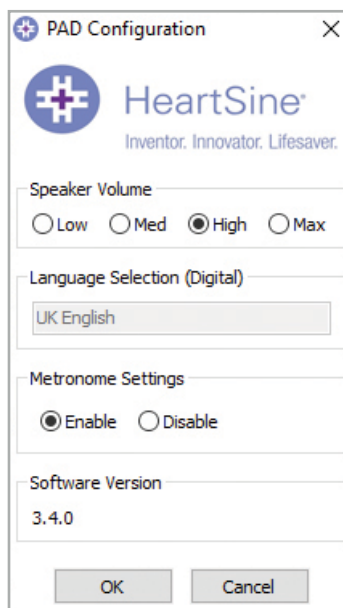 PAD Configuration
HeartSine®
Inventor. Innovator. Lifesaver.
Speaker Volume
Low Med High Max
Language Selection (Digital)
UK English
Metronome Settings
Enable Disable
Software Version
3.4.0
OK Cancel